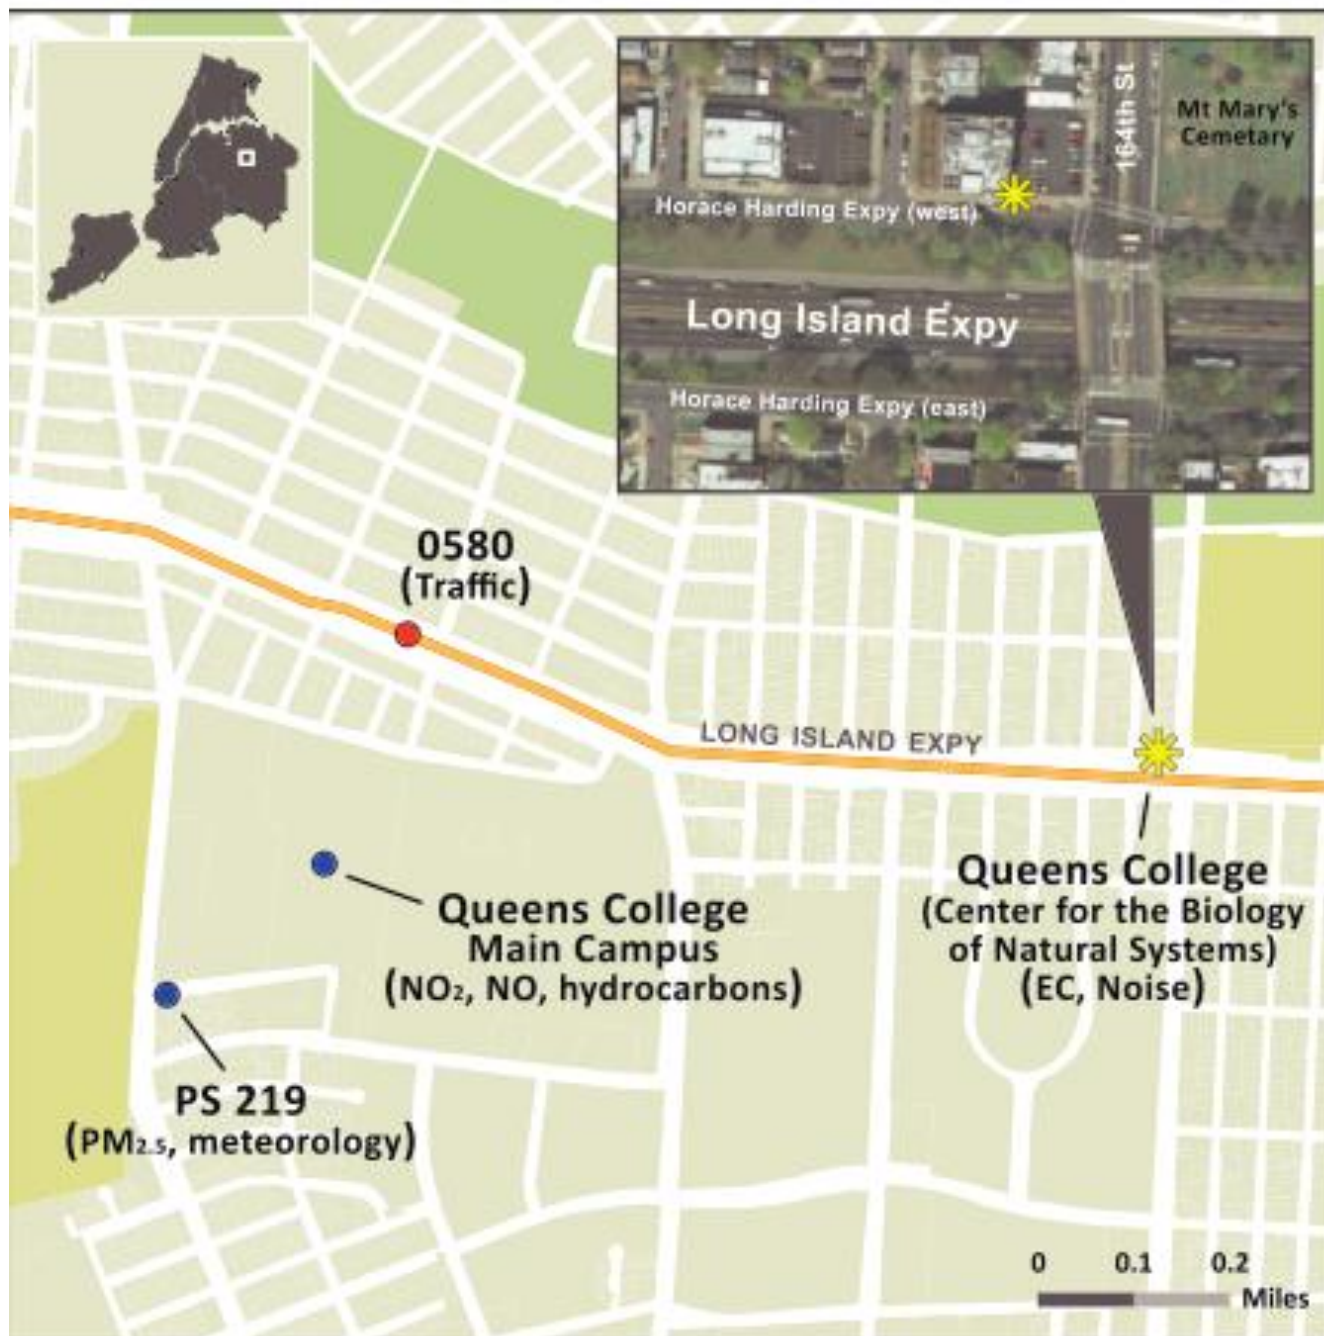 164th St
Mt Mary's
Cemetary
Horace Harding Expy (west)
Long Island Expy
Horace Harding Expy (east)
0580
(Traffic)
LONG ISLAND EXPY
Queens College
Main Campus
(NO₂, NO, hydrocarbons)
Queens College
(Center for the Biology
of Natural Systems)
(EC, Noise)
PS 219
(PM₂.₅, meteorology)
0 0.1 0.2
Miles